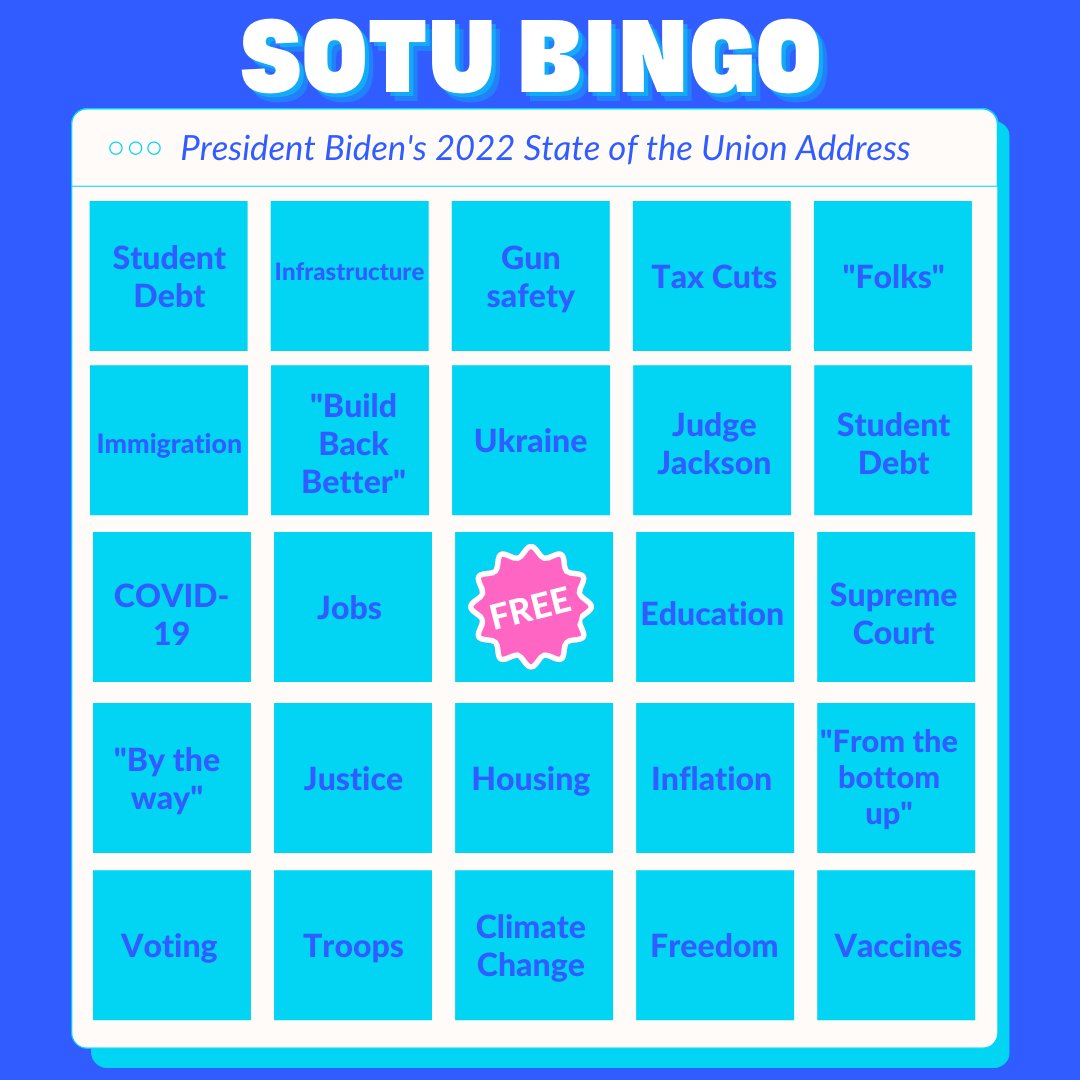 SOTU BINGO
President Biden's 2022 State of the Union Address
Student
Debt
Infrastructure
Gun
safety
Tax Cuts
"Folks"
Immigration
"Build
Back
Better"
Ukraine
Judge
Jackson
Student
Debt
COVID-
19
Jobs
FREE
Education
Supreme
Court
"By the
way"
Justice
Housing
Inflation
"From the
bottom
up"
Voting
Troops
Climate
Change
Freedom
Vaccines